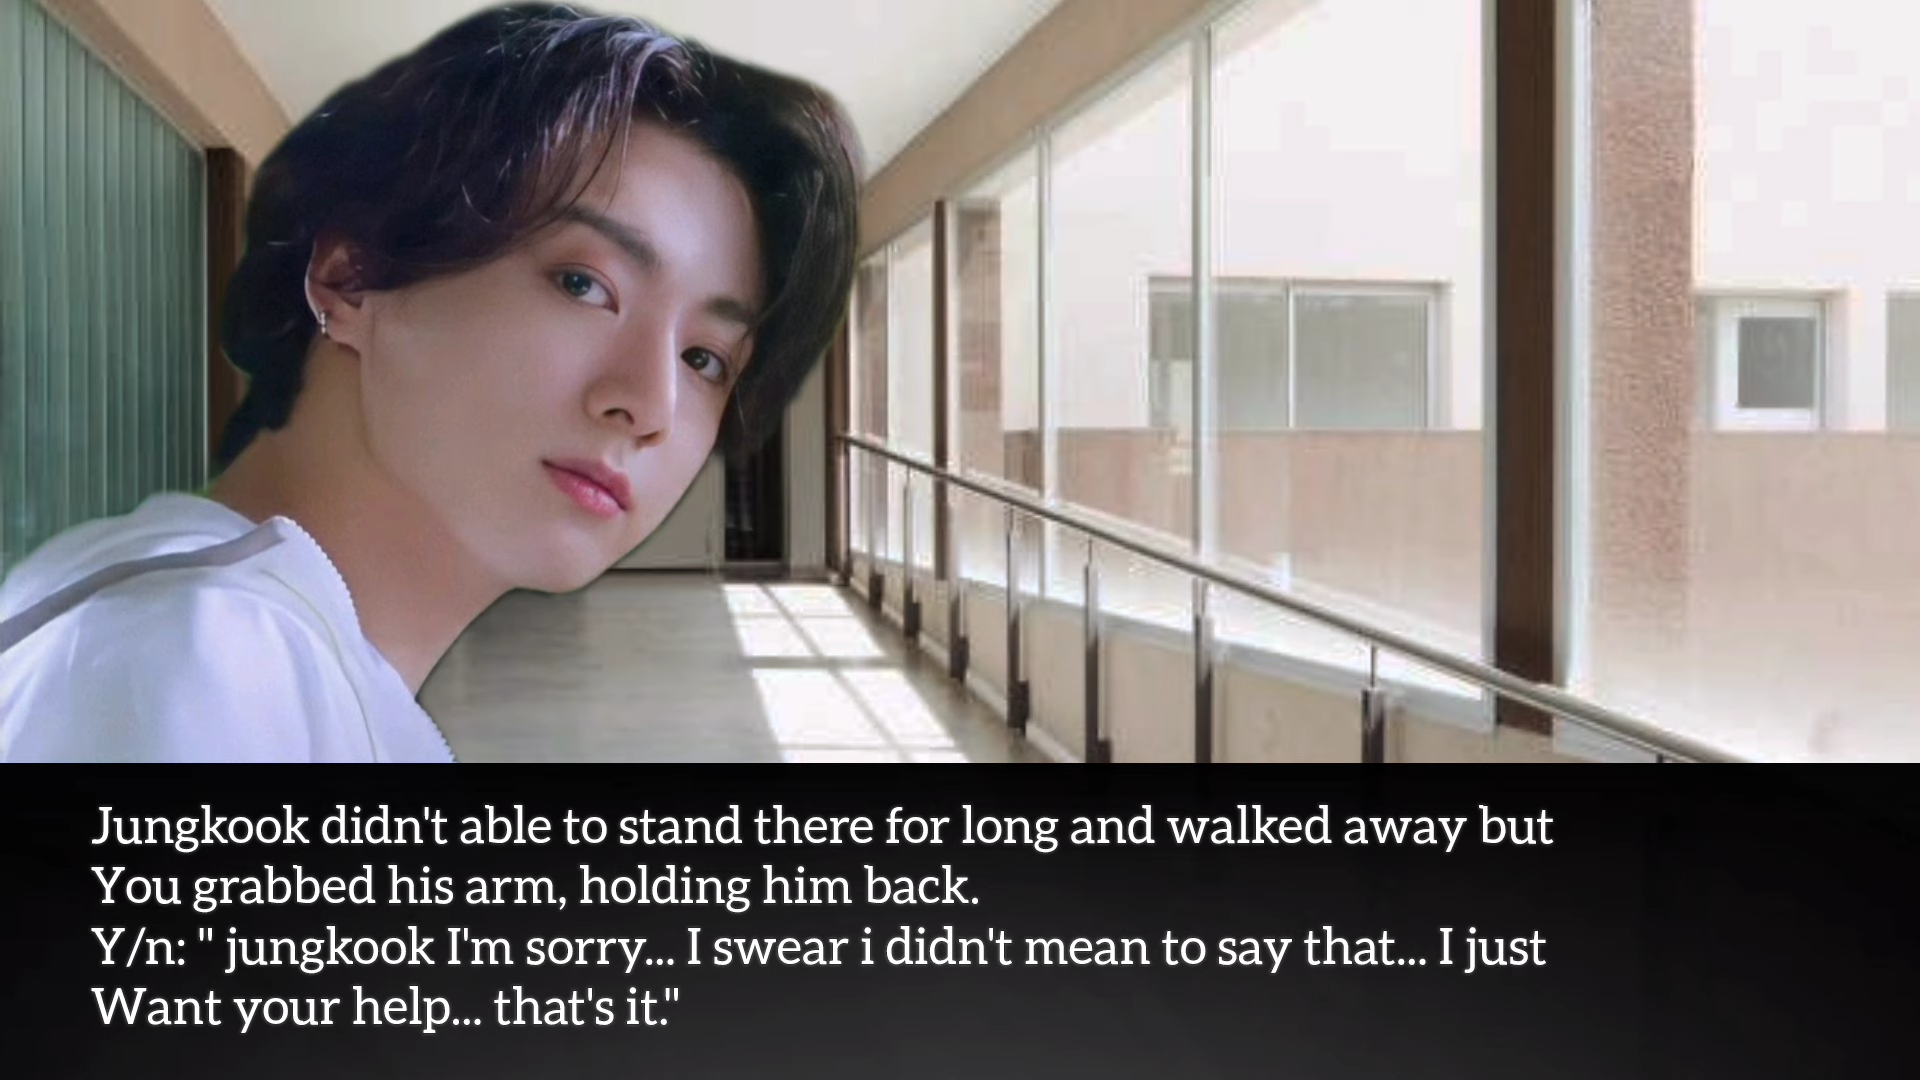 Jungkook didn't able to stand there for long and walked away but
You grabbed his arm, holding him back.
Y/n: " jungkook I'm sorry... I swear i didn't mean to say that... I just
Want your help... that's it."